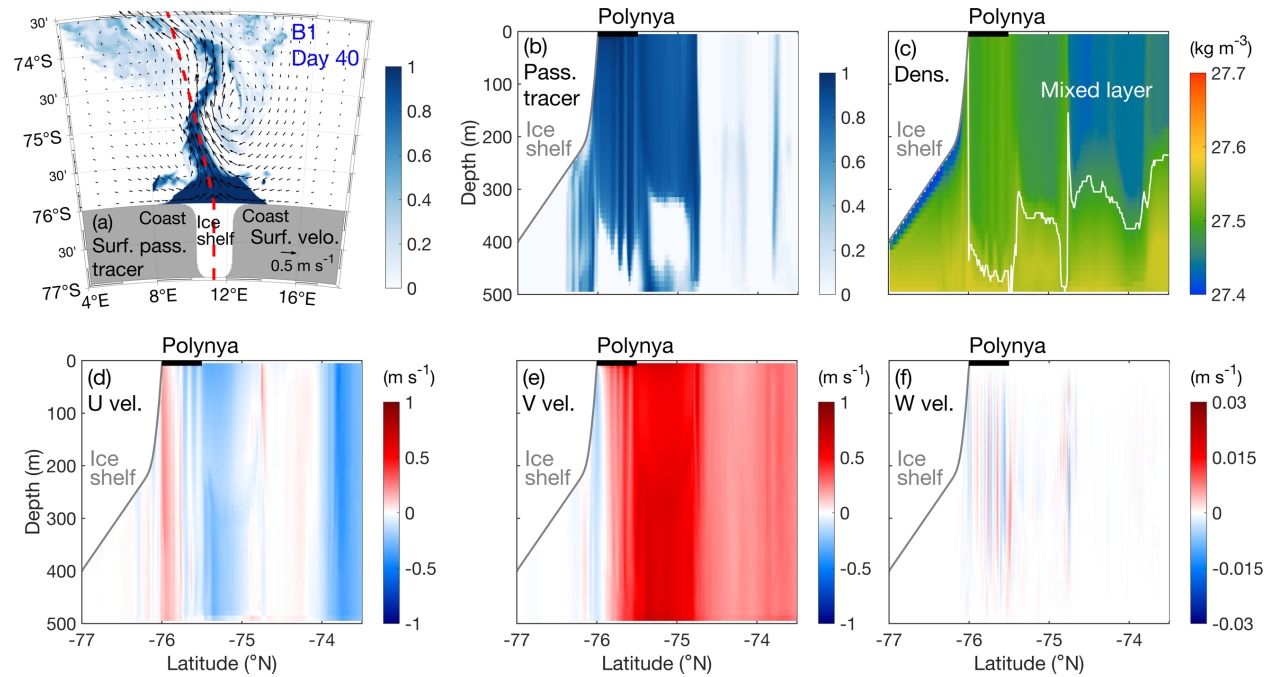 30'
74°S
30'
75°S
30'
76°S
30'
77°S
4°E
8°E
12°E
16°E
B1
Day 40
(a)
Surf. pass.
tracer
Coast
Ice
shelf
Coast
Surf. velo.
0.5 m s⁻¹
1
0.8
0.6
0.4
0.2
0
Polynya
(b)
Pass.
tracer
Ice
shelf
Depth (m)
0
100
200
300
400
500
1
0.8
0.6
0.4
0.2
0
Polynya
(c)
Dens.
Mixed layer
Ice
shelf
(kg m⁻³)
27.7
27.6
27.5
27.4
Polynya
(d)
U vel.
Ice
shelf
Depth (m)
0
100
200
300
400
500
-77
-76
-75
-74
Latitude (°N)
(m s⁻¹)
1
0.5
0
-0.5
-1
Polynya
(e)
V vel.
Ice
shelf
-77
-76
-75
-74
Latitude (°N)
(m s⁻¹)
1
0.5
0
-0.5
-1
Polynya
(f)
W vel.
Ice
shelf
-77
-76
-75
-74
Latitude (°N)
(m s⁻¹)
0.03
0.015
0
-0.015
-0.03